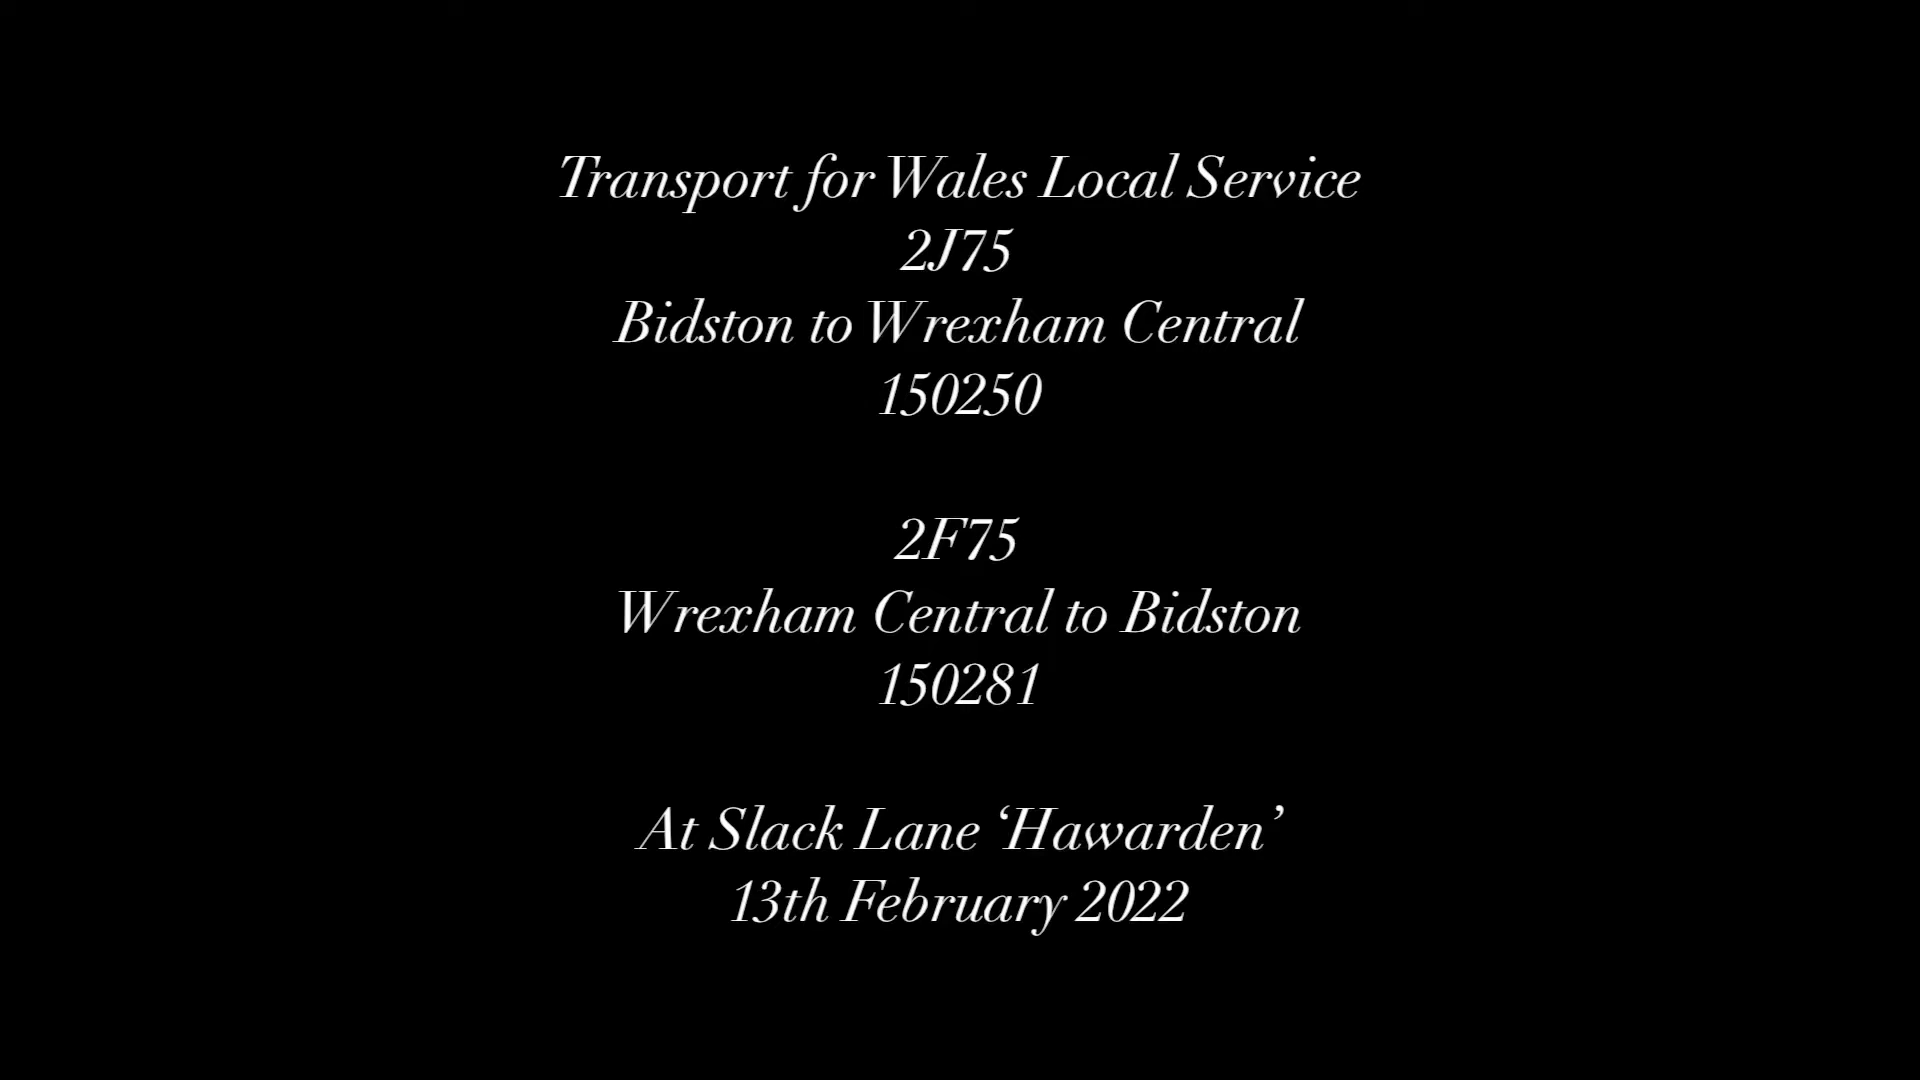 Transport for Wales Local Service
2J75
Bidston to Wrexham Central
150250
2F75
Wrexham Central to Bidston
150281
At Slack Lane ‘Hawarden’
13th February 2022